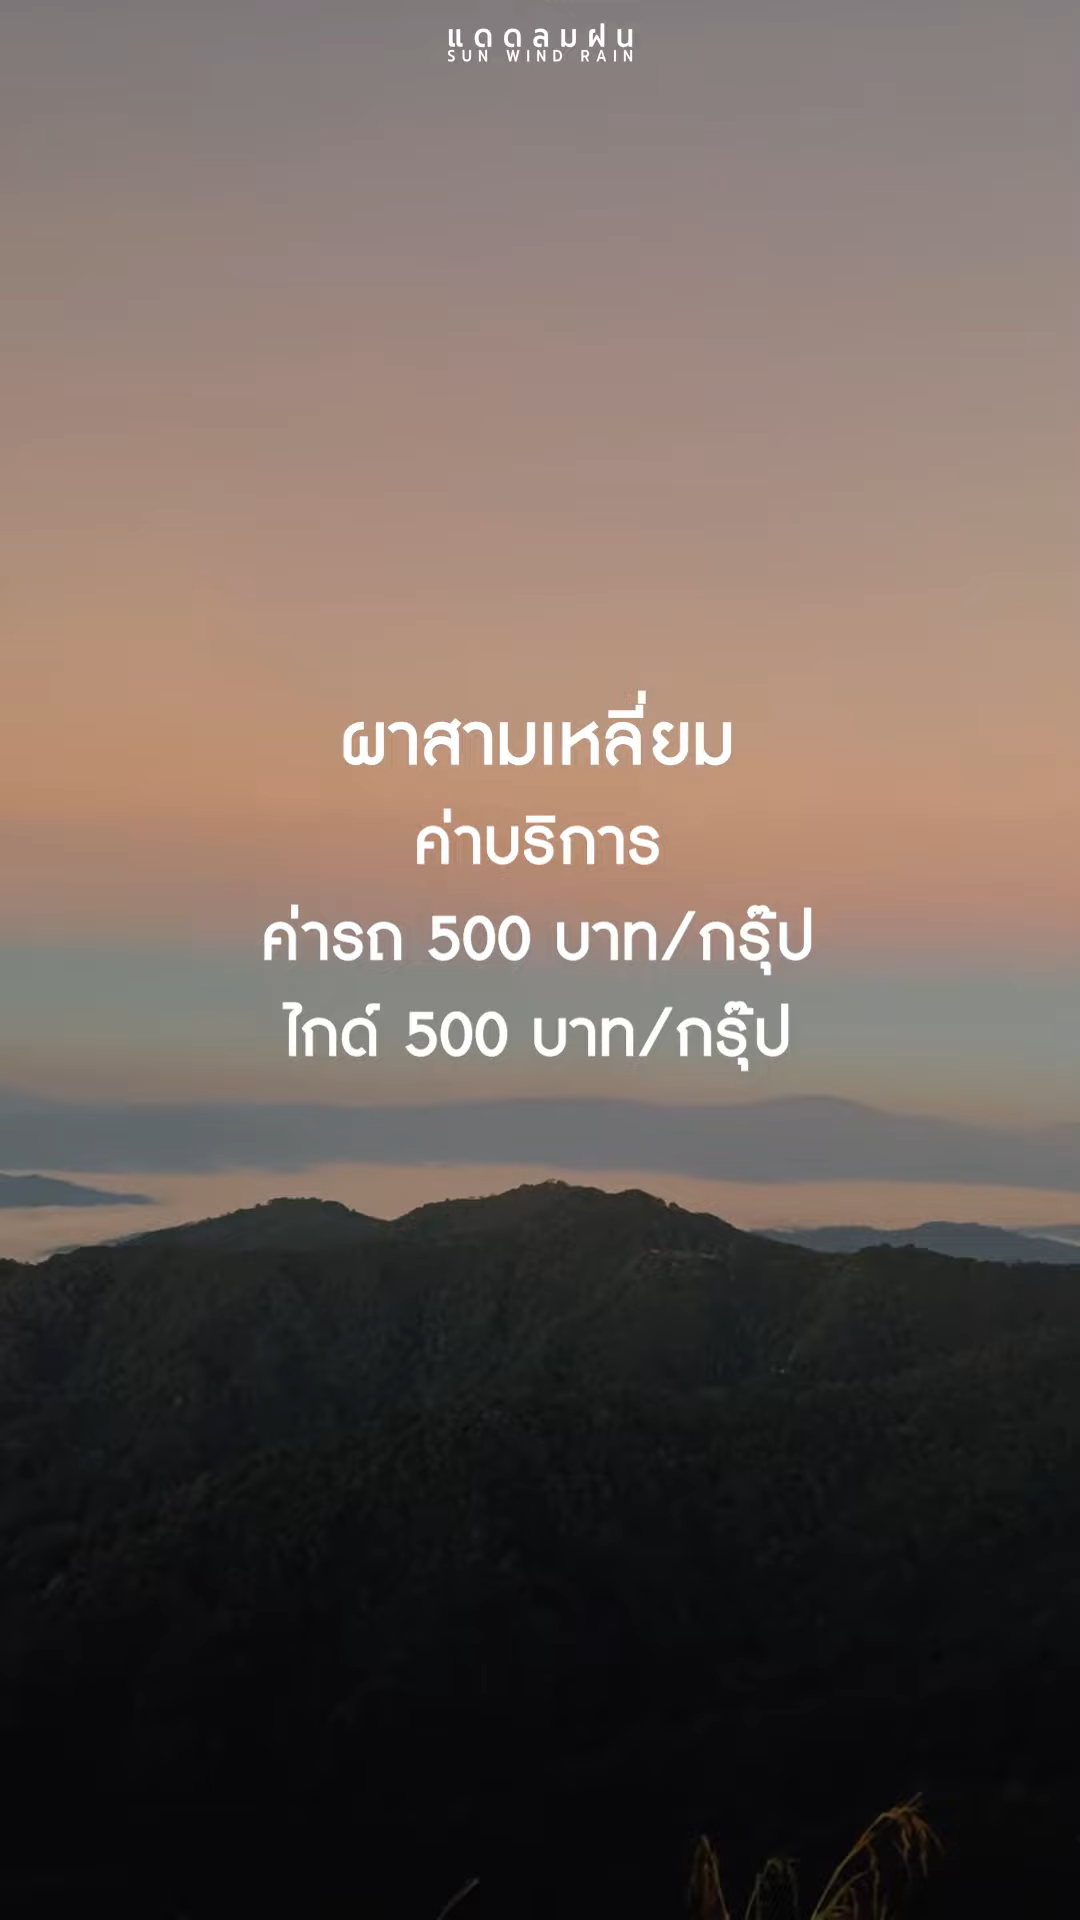 แดดลมฝน
SUN WIND RAIN
ผาสามเหลี่ยม
ค่าบริการ
ค่ารถ 500 บาท/กรุ๊ป
ไกด์ 500 บาท/กรุ๊ป